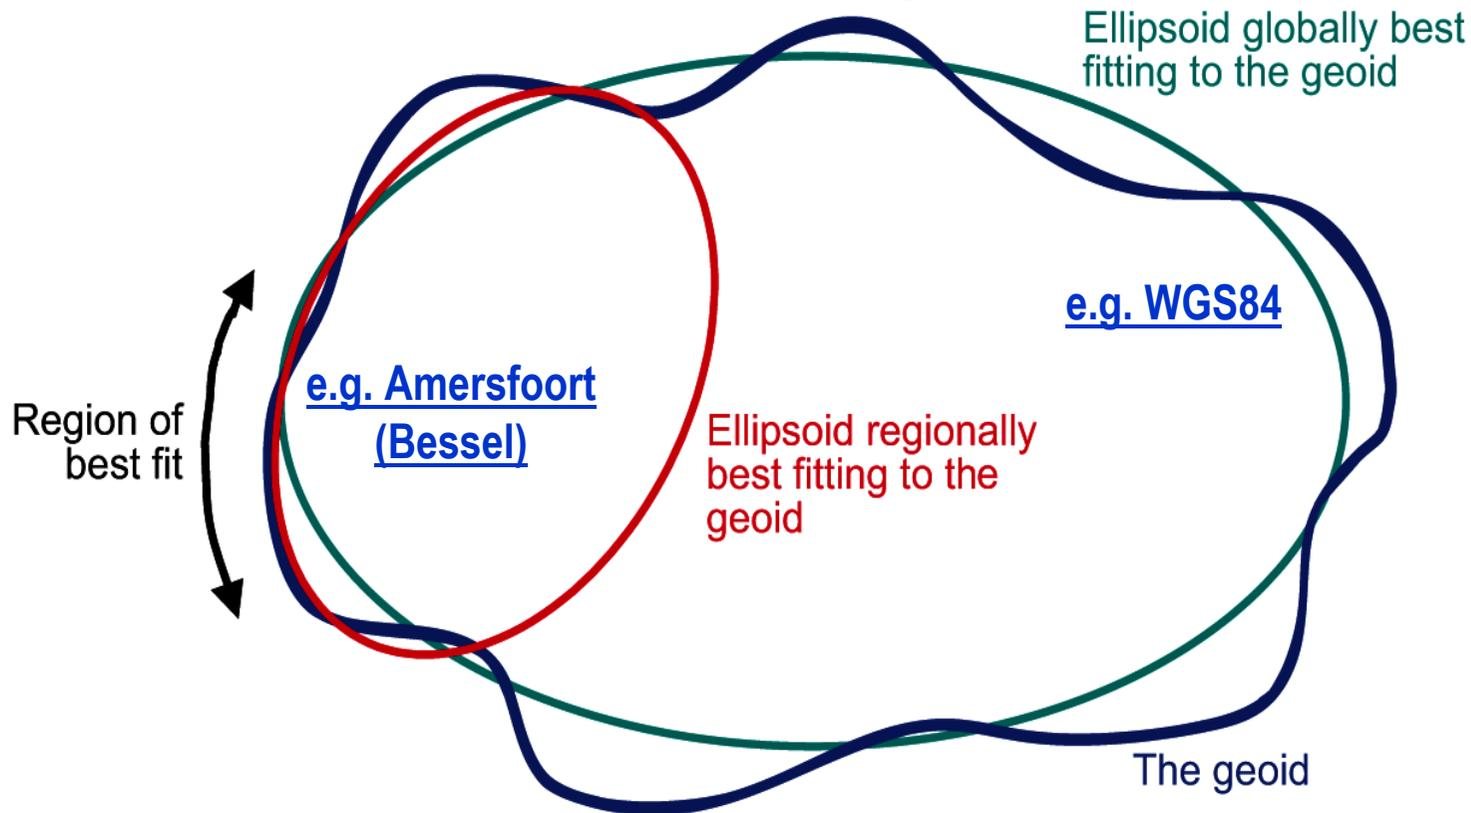 Ellipsoid globally best
fitting to the geoid
e.g. WGS84
e.g. Amersfoort
(Bessel)
Region of
best fit
Ellipsoid regionally
best fitting to the
geoid
The geoid